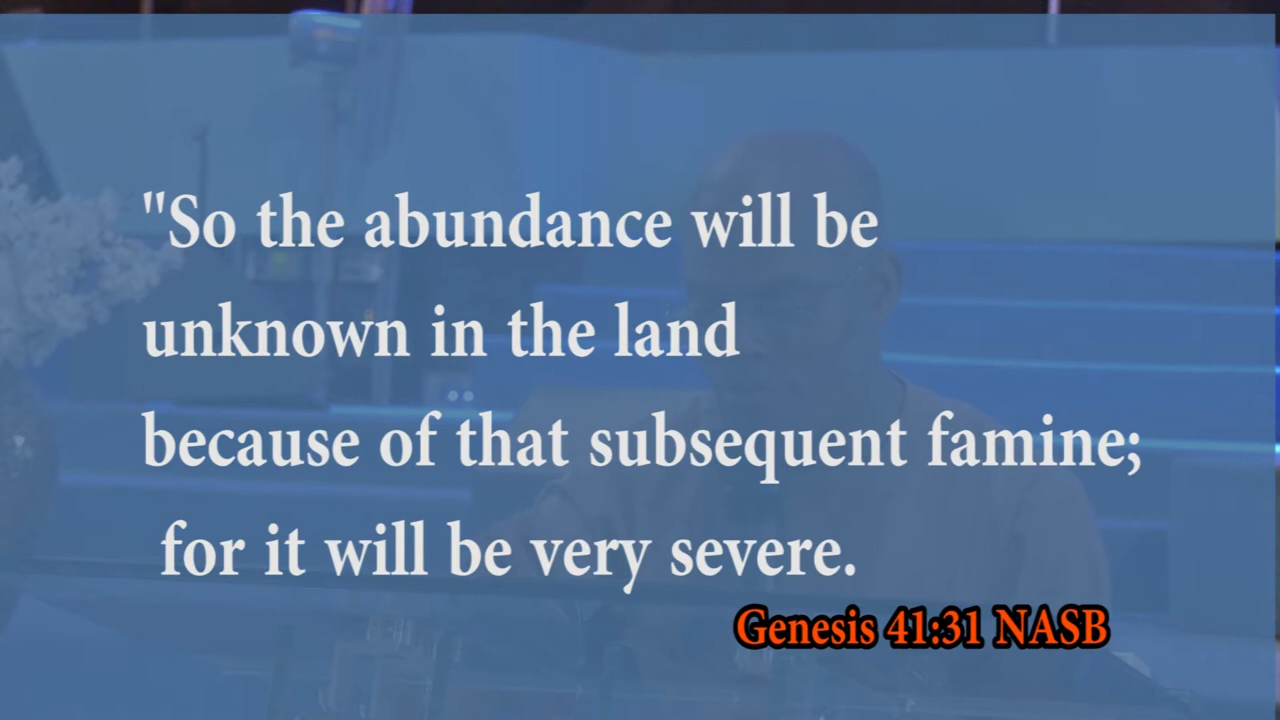 "So the abundance will be
unknown in the land
because of that subsequent famine;
for it will be very severe.
Genesis 41:31 NASB